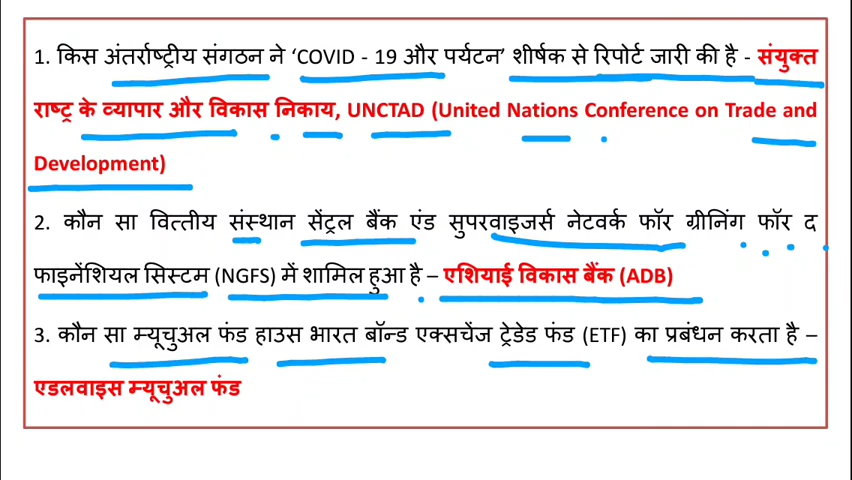 1. किस अंतर्राष्ट्रीय संगठन ने ‘COVID - 19 और पर्यटन’ शीर्षक से रिपोर्ट जारी की है - संयुक्त
राष्ट्र के व्यापार और विकास निकाय, UNCTAD (United Nations Conference on Trade and
Development)
2. कौन सा वित्तीय संस्थान सेंट्रल बैंक एंड सुपरवाइजर्स नेटवर्क फॉर ग्रीनिंग फॉर द
फाइनेंशियल सिस्टम (NGFS) में शामिल हुआ है – एशियाई विकास बैंक (ADB)
3. कौन सा म्यूचुअल फंड हाउस भारत बॉन्ड एक्सचेंज ट्रेडेड फंड (ETF) का प्रबंधन करता है –
एडलवाइस म्यूचुअल फंड